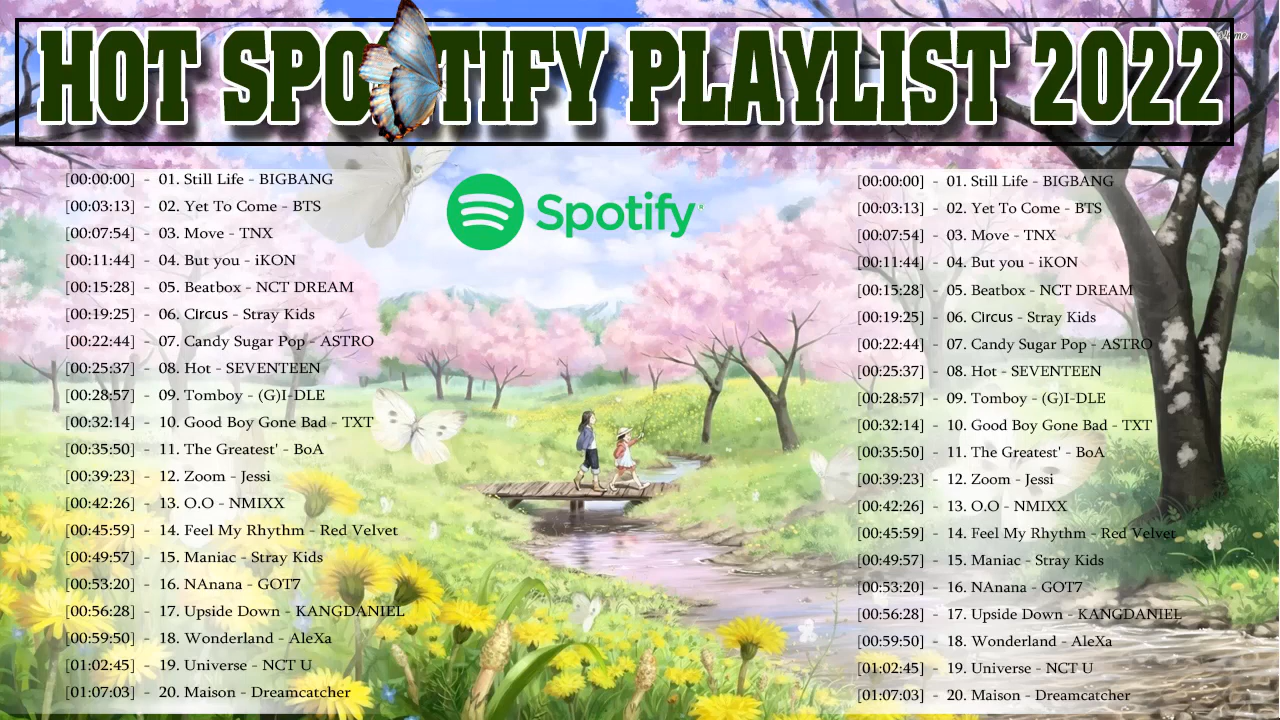 HOT SPOTIFY PLAYLIST 2022
Spotify
[00:00:00] - 01. Still Life - BIGBANG
[00:03:13] - 02. Yet To Come - BTS
[00:07:54] - 03. Move - TNX
[00:11:44] - 04. But you - iKON
[00:15:28] - 05. Beatbox - NCT DREAM
[00:19:25] - 06. Circus - Stray Kids
[00:22:44] - 07. Candy Sugar Pop - ASTRO
[00:25:37] - 08. Hot - SEVENTEEN
[00:28:57] - 09. Tomboy - (G)I-DLE
[00:32:14] - 10. Good Boy Gone Bad - TXT
[00:35:50] - 11. The Greatest' - BoA
[00:39:23] - 12. Zoom - Jessi
[00:42:26] - 13. O.O - NMIXX
[00:45:59] - 14. Feel My Rhythm - Red Velvet
[00:49:57] - 15. Maniac - Stray Kids
[00:53:20] - 16. NAnana - GOT7
[00:56:28] - 17. Upside Down - KANGDANIEL
[00:59:50] - 18. Wonderland - AleXa
[01:02:45] - 19. Universe - NCT U
[01:07:03] - 20. Maison - Dreamcatcher
[00:00:00] - 01. Still Life - BIGBANG
[00:03:13] - 02. Yet To Come - BTS
[00:07:54] - 03. Move - TNX
[00:11:44] - 04. But you - iKON
[00:15:28] - 05. Beatbox - NCT DREAM
[00:19:25] - 06. Circus - Stray Kids
[00:22:44] - 07. Candy Sugar Pop - ASTRO
[00:25:37] - 08. Hot - SEVENTEEN
[00:28:57] - 09. Tomboy - (G)I-DLE
[00:32:14] - 10. Good Boy Gone Bad - TXT
[00:35:50] - 11. The Greatest' - BoA
[00:39:23] - 12. Zoom - Jessi
[00:42:26] - 13. O.O - NMIXX
[00:45:59] - 14. Feel My Rhythm - Red Velvet
[00:49:57] - 15. Maniac - Stray Kids
[00:53:20] - 16. NAnana - GOT7
[00:56:28] - 17. Upside Down - KANGDANIEL
[00:59:50] - 18. Wonderland - AleXa
[01:02:45] - 19. Universe - NCT U
[01:07:03] - 20. Maison - Dreamcatcher